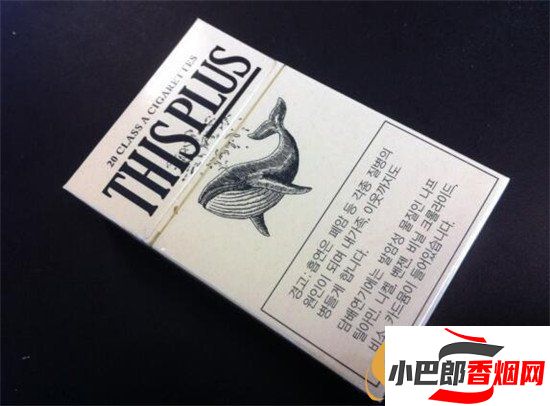 20 CLASS A CIGARETTES
THIS PLUS
경고 : 흡연은 폐암 등 각종 질병의
원인이 되며 내 가족, 이웃까지도
병들게 합니다.
담배연기에는 발암성 물질인 나프
틸아민, 니켈, 벤젠, 비닐 크롤라이드,
비소, 카드뮴이 들어있습니다.
小巴郎香烟网